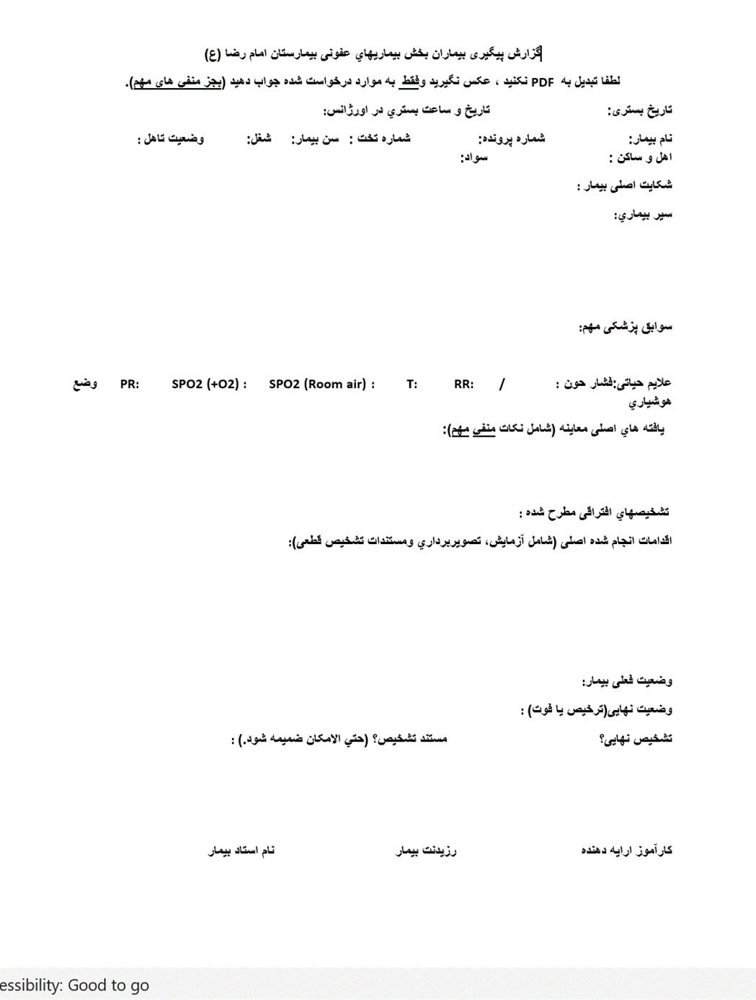 گزارش پیگیری بیماران بخش بیماریهاي عفونی بیمارستان امام رضا (ع)
لطفا تبدیل به PDF نکنید ، عکس نگیرید وفقط به موارد درخواست شده جواب دهید (بجز منفی های مهم).
تاریخ بستری: تاریخ و ساعت بستري در اورژانس:
نام بیمار: شماره پرونده: شماره تخت : سن بیمار: شغل: وضعیت تاهل :
اهل و ساکن : سواد:
شکایت اصلی بیمار :
سیر بیماري:
سوابق پزشکی مهم:
علایم حیاتی:فشار حون : / RR: T: SPO2 (Room air) : SPO2 (+O2) : PR: وضع
هوشیاري
یافته هاي اصلی معاینه (شامل نکات منفي مهم):
تشخیصهاي افتراقی مطرح شده :
اقدامات انجام شده اصلی (شامل آزمایش، تصویربرداري ومستندات تشخیص قطعی):
وضعیت فعلی بیمار:
وضعیت نهایی(ترخیص یا فوت) :
تشخیص نهایی؟ مستند تشخیص؟ (حتي الامکان ضمیمه شود.) :
کارآموز ارایه دهنده رزیدنت بیمار نام استاد بیمار
essibility: Good to go